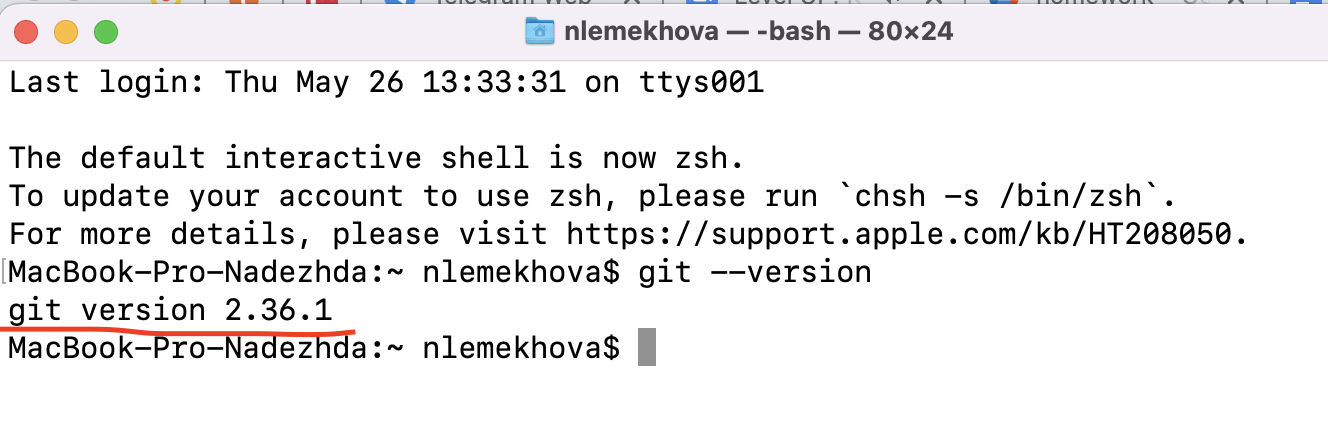 nlemekhova — -bash — 80×24
Last login: Thu May 26 13:33:31 on ttys001
The default interactive shell is now zsh.
To update your account to use zsh, please run `chsh -s /bin/zsh`.
For more details, please visit https://support.apple.com/kb/HT208050.
[MacBook-Pro-Nadezhda:~ nlemekhova$ git --version
git version 2.36.1
MacBook-Pro-Nadezhda:~ nlemekhova$